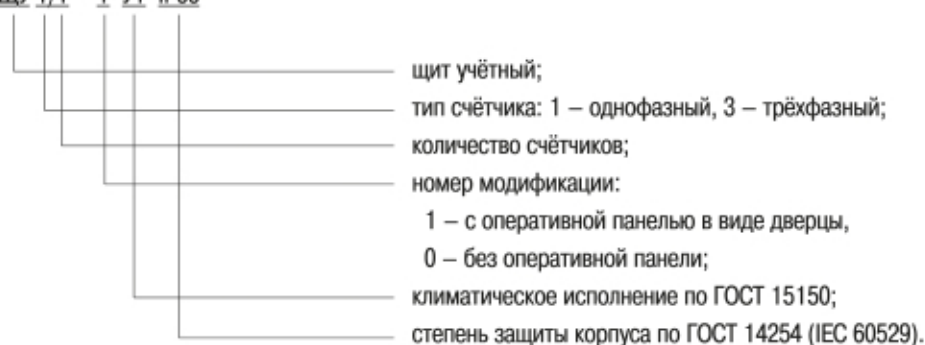 щит учётный;
тип счётчика: 1 – однофазный, 3 – трёхфазный;
количество счётчиков;
номер модификации:
1 – с оперативной панелью в виде дверцы,
0 – без оперативной панели;
климатическое исполнение по ГОСТ 15150;
степень защиты корпуса по ГОСТ 14254 (IEC 60529).